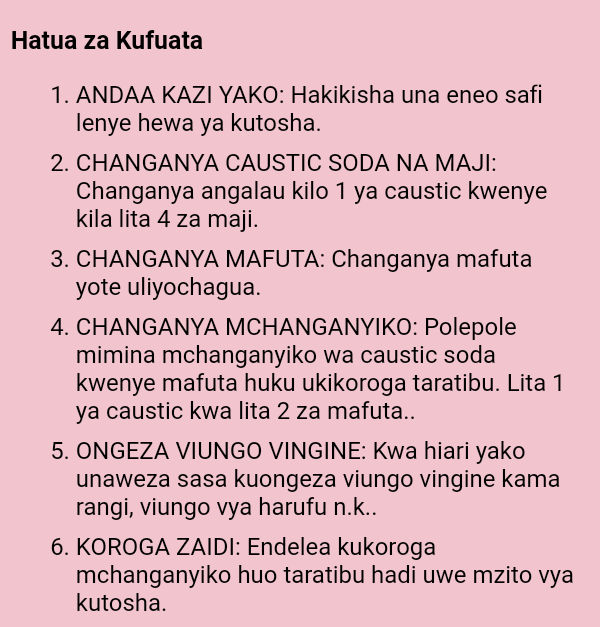 Hatua za Kufuata
1. ANDAA KAZI YAKO: Hakikisha una eneo safi
lenye hewa ya kutosha.
2. CHANGANYA CAUSTIC SODA NA MAJI:
Changanya angalau kilo 1 ya caustic kwenye
kila lita 4 za maji.
3. CHANGANYA MAFUTA: Changanya mafuta
yote uliyochagua.
4. CHANGANYA MCHANGANYIKO: Polepole
mimina mchanganyiko wa caustic soda
kwenye mafuta huku ukikoroga taratibu. Lita 1
ya caustic kwa lita 2 za mafuta..
5. ONGEZA VIUNGO VINGINE: Kwa hiari yako
unaweza sasa kuongeza viungo vingine kama
rangi, viungo vya harufu n.k..
6. KOROGA ZAIDI: Endelea kukoroga
mchanganyiko huo taratibu hadi uwe mzito vya
kutosha.